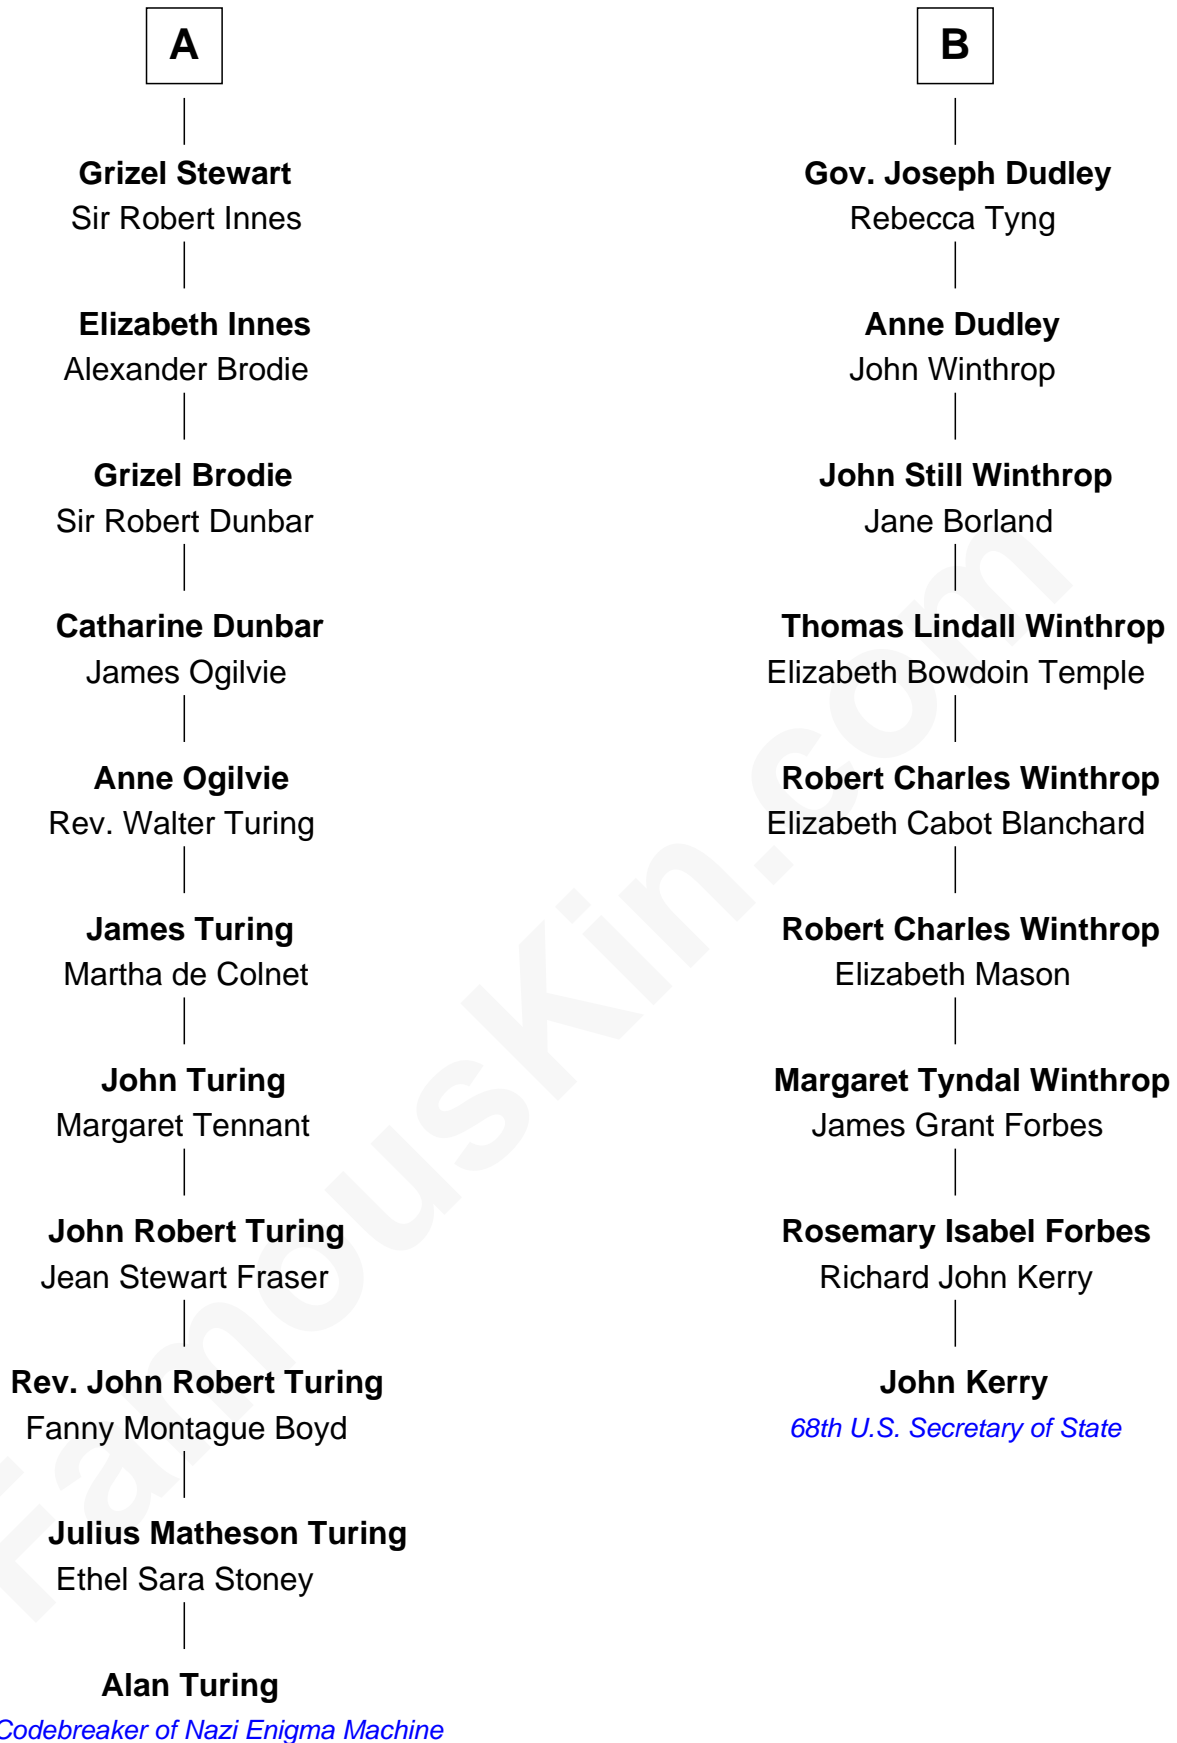 A
Grizel Stewart
Sir Robert Innes
Elizabeth Innes
Alexander Brodie
Grizel Brodie
Sir Robert Dunbar
Catharine Dunbar
James Ogilvie
Anne Ogilvie
Rev. Walter Turing
James Turing
Martha de Colnet
John Turing
Margaret Tennant
John Robert Turing
Jean Stewart Fraser
Rev. John Robert Turing
Fanny Montague Boyd
Julius Matheson Turing
Ethel Sara Stoney
Alan Turing
Codebreaker of Nazi Enigma Machine
B
Gov. Joseph Dudley
Rebecca Tyng
Anne Dudley
John Winthrop
John Still Winthrop
Jane Borland
Thomas Lindall Winthrop
Elizabeth Bowdoin Temple
Robert Charles Winthrop
Elizabeth Cabot Blanchard
Robert Charles Winthrop
Elizabeth Mason
Margaret Tyndal Winthrop
James Grant Forbes
Rosemary Isabel Forbes
Richard John Kerry
John Kerry
68th U.S. Secretary of State
FamousKin.com